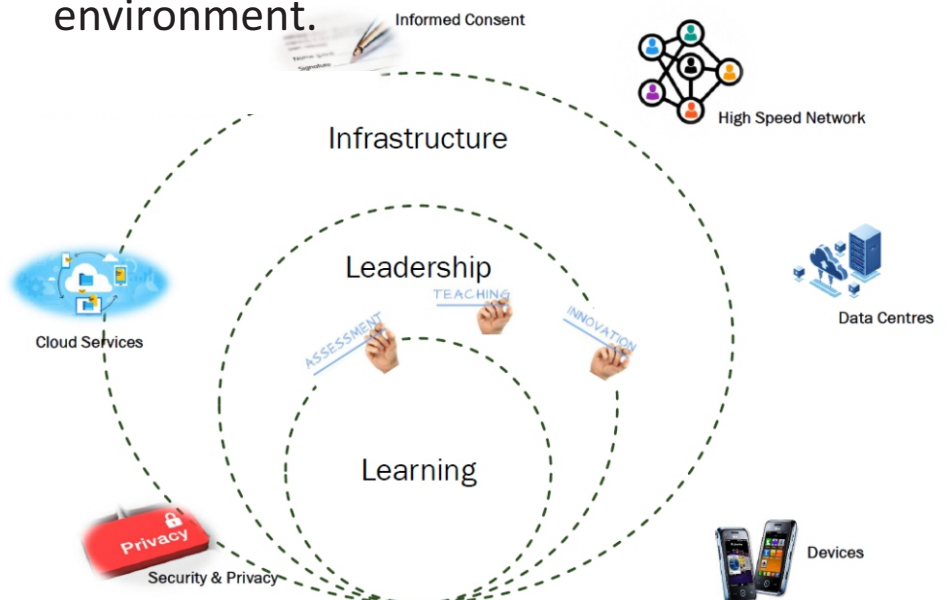 environment.
Informed Consent
Signature
High Speed Network
Infrastructure
Leadership
TEACHING
ASSESSMENT
INNOVATION
Cloud Services
Data Centres
Learning
Privacy
Security & Privacy
Devices